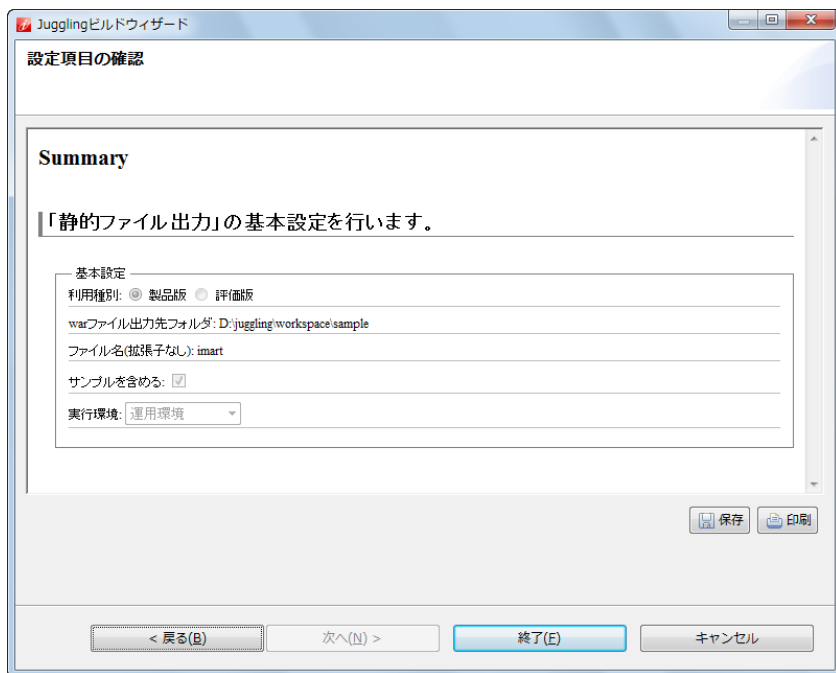 Jugglingビルドウィザード
設定項目の確認
Summary
「静的ファイル出力」の基本設定を行います。
基本設定
利用種別: 製品版 評価版
warファイル出力先フォルダ: D:\juggling\workspace\sample
ファイル名(拡張子なし): imart
サンプルを含める:
実行環境: 運用環境
保存 印刷
< 戻る(B) 次へ(N) > 終了(F) キャンセル